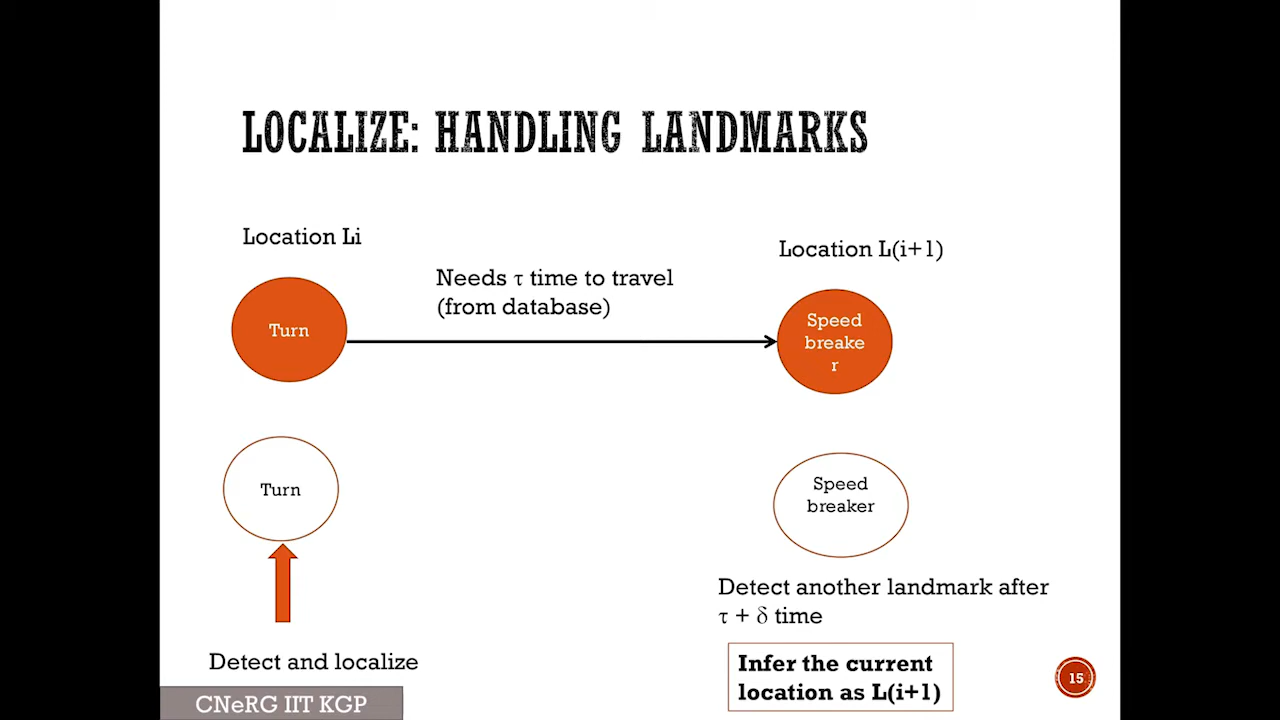 LOCALIZE: HANDLING LANDMARKS
Location Li
Location L(i+1)
Needs τ time to travel
(from database)
Turn
Speed
breake
r
Turn
Speed
breaker
Detect another landmark after
τ + δ time
Detect and localize
Infer the current
location as L(i+1)
15
CNeRG IIT KGP